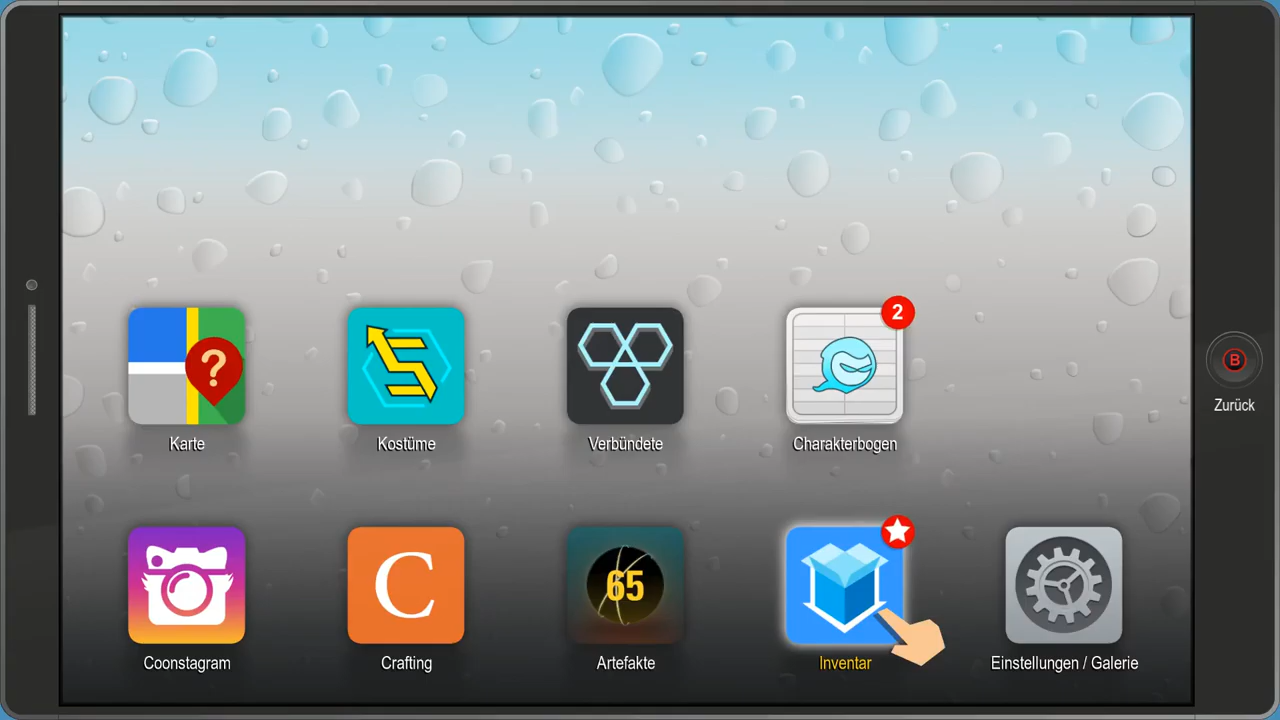 ?
2
Karte
Kostüme
Verbündete
Charakterbogen
B
Zurück
C
65
Coonstagram
Crafting
Artefakte
Inventar
Einstellungen / Galerie